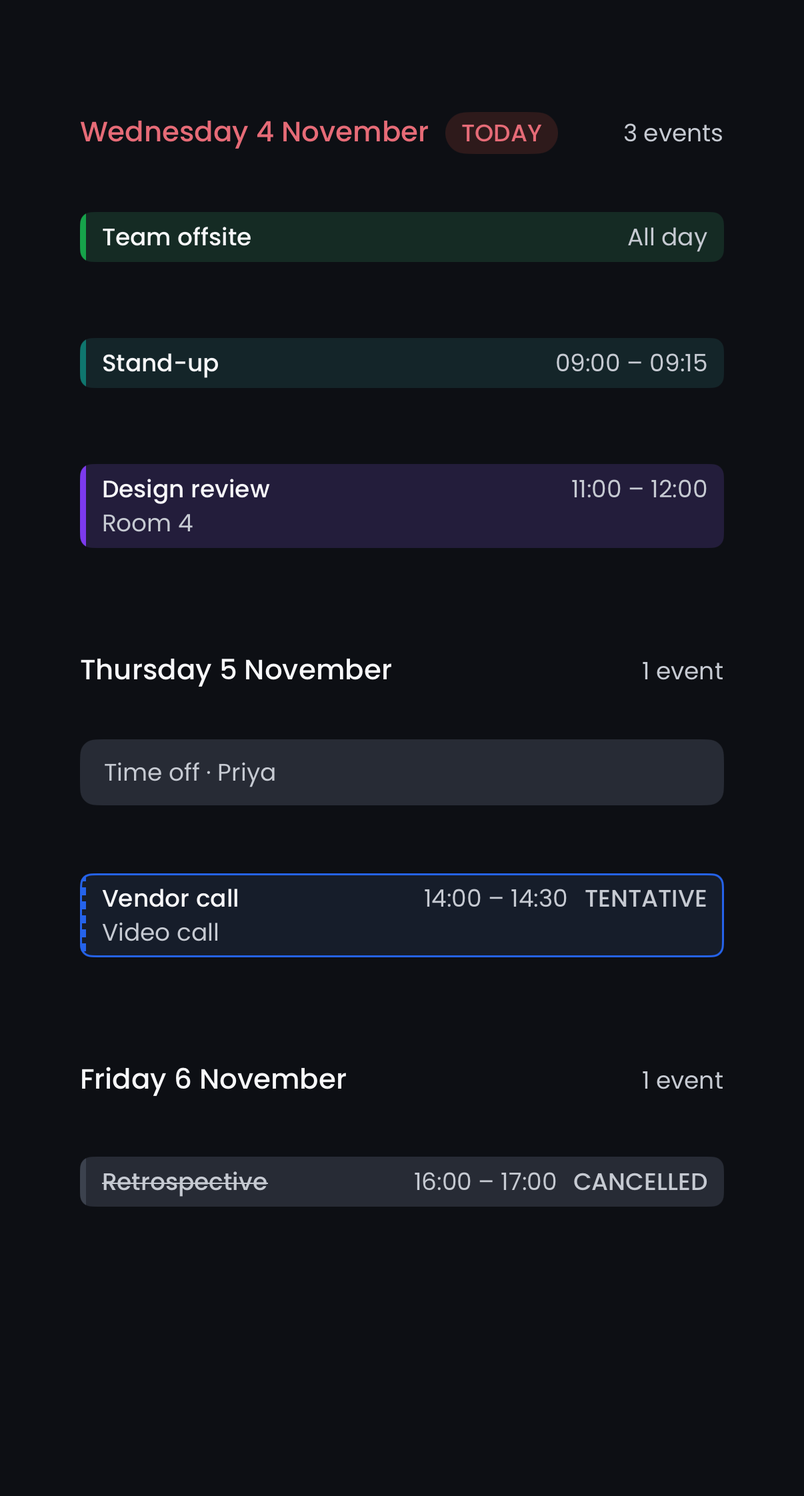 Wednesday 4 November TODAY 3 events
Team offsite All day
Stand-up 09:00 – 09:15
Design review 11:00 – 12:00
Room 4
Thursday 5 November 1 event
Time off · Priya
Vendor call 14:00 – 14:30 TENTATIVE
Video call
Friday 6 November 1 event
Retrospective 16:00 – 17:00 CANCELLED